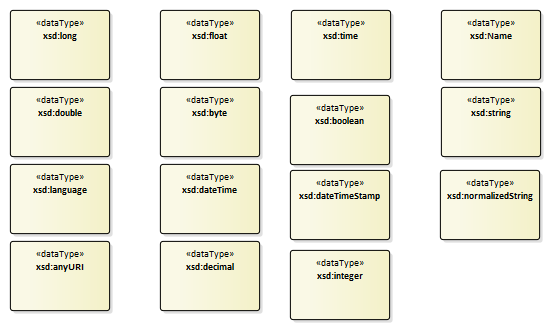 «dataType»
xsd:long
«dataType»
xsd:float
«dataType»
xsd:time
«dataType»
xsd:Name
«dataType»
xsd:double
«dataType»
xsd:byte
«dataType»
xsd:boolean
«dataType»
xsd:string
«dataType»
xsd:language
«dataType»
xsd:dateTime
«dataType»
xsd:dateTimeStamp
«dataType»
xsd:normalizedString
«dataType»
xsd:anyURI
«dataType»
xsd:decimal
«dataType»
xsd:integer